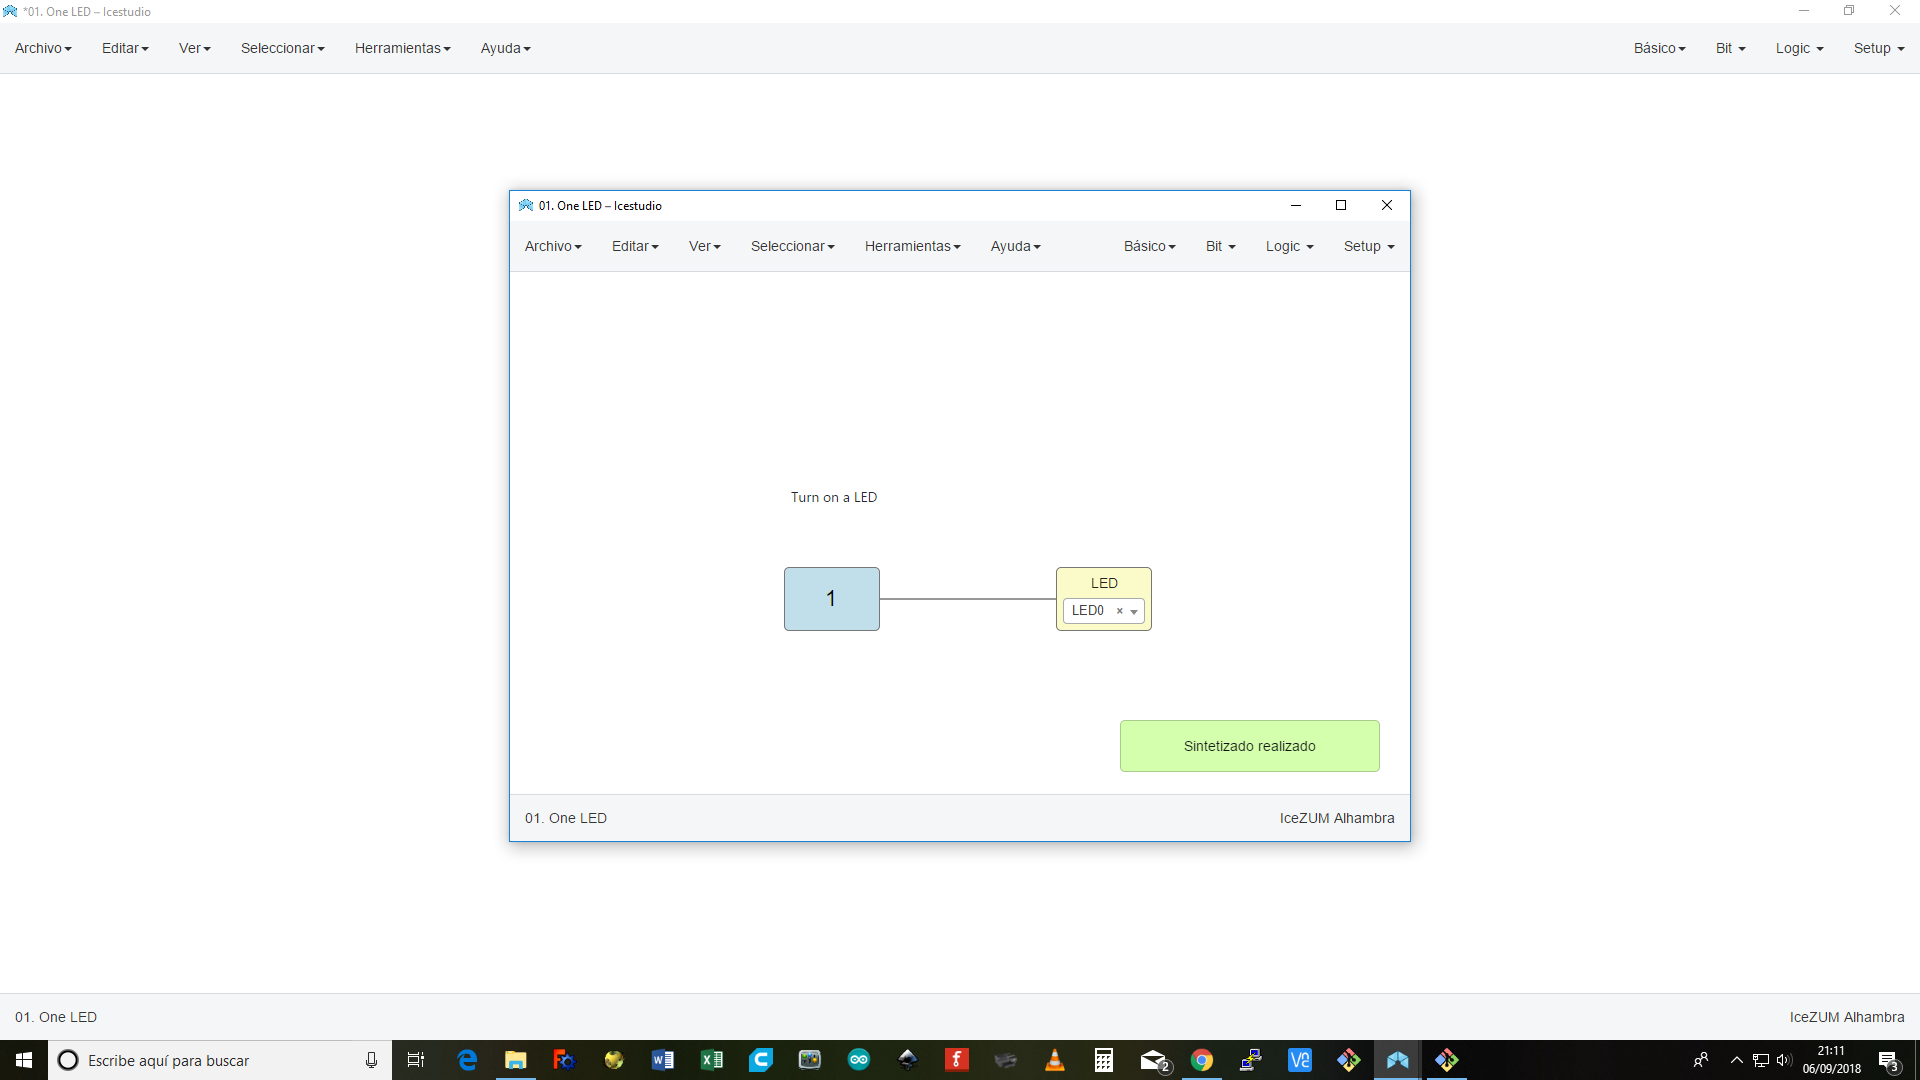 *01. One LED – Icestudio
Archivo Editar Ver Seleccionar Herramientas Ayuda Básico Bit Logic Setup
01. One LED – Icestudio
Archivo Editar Ver Seleccionar Herramientas Ayuda Básico Bit Logic Setup
Turn on a LED
1
LED
LED0
Sintetizado realizado
01. One LED IceZUM Alhambra
01. One LED IceZUM Alhambra
Escribe aquí para buscar
2
21:11
06/09/2018
3